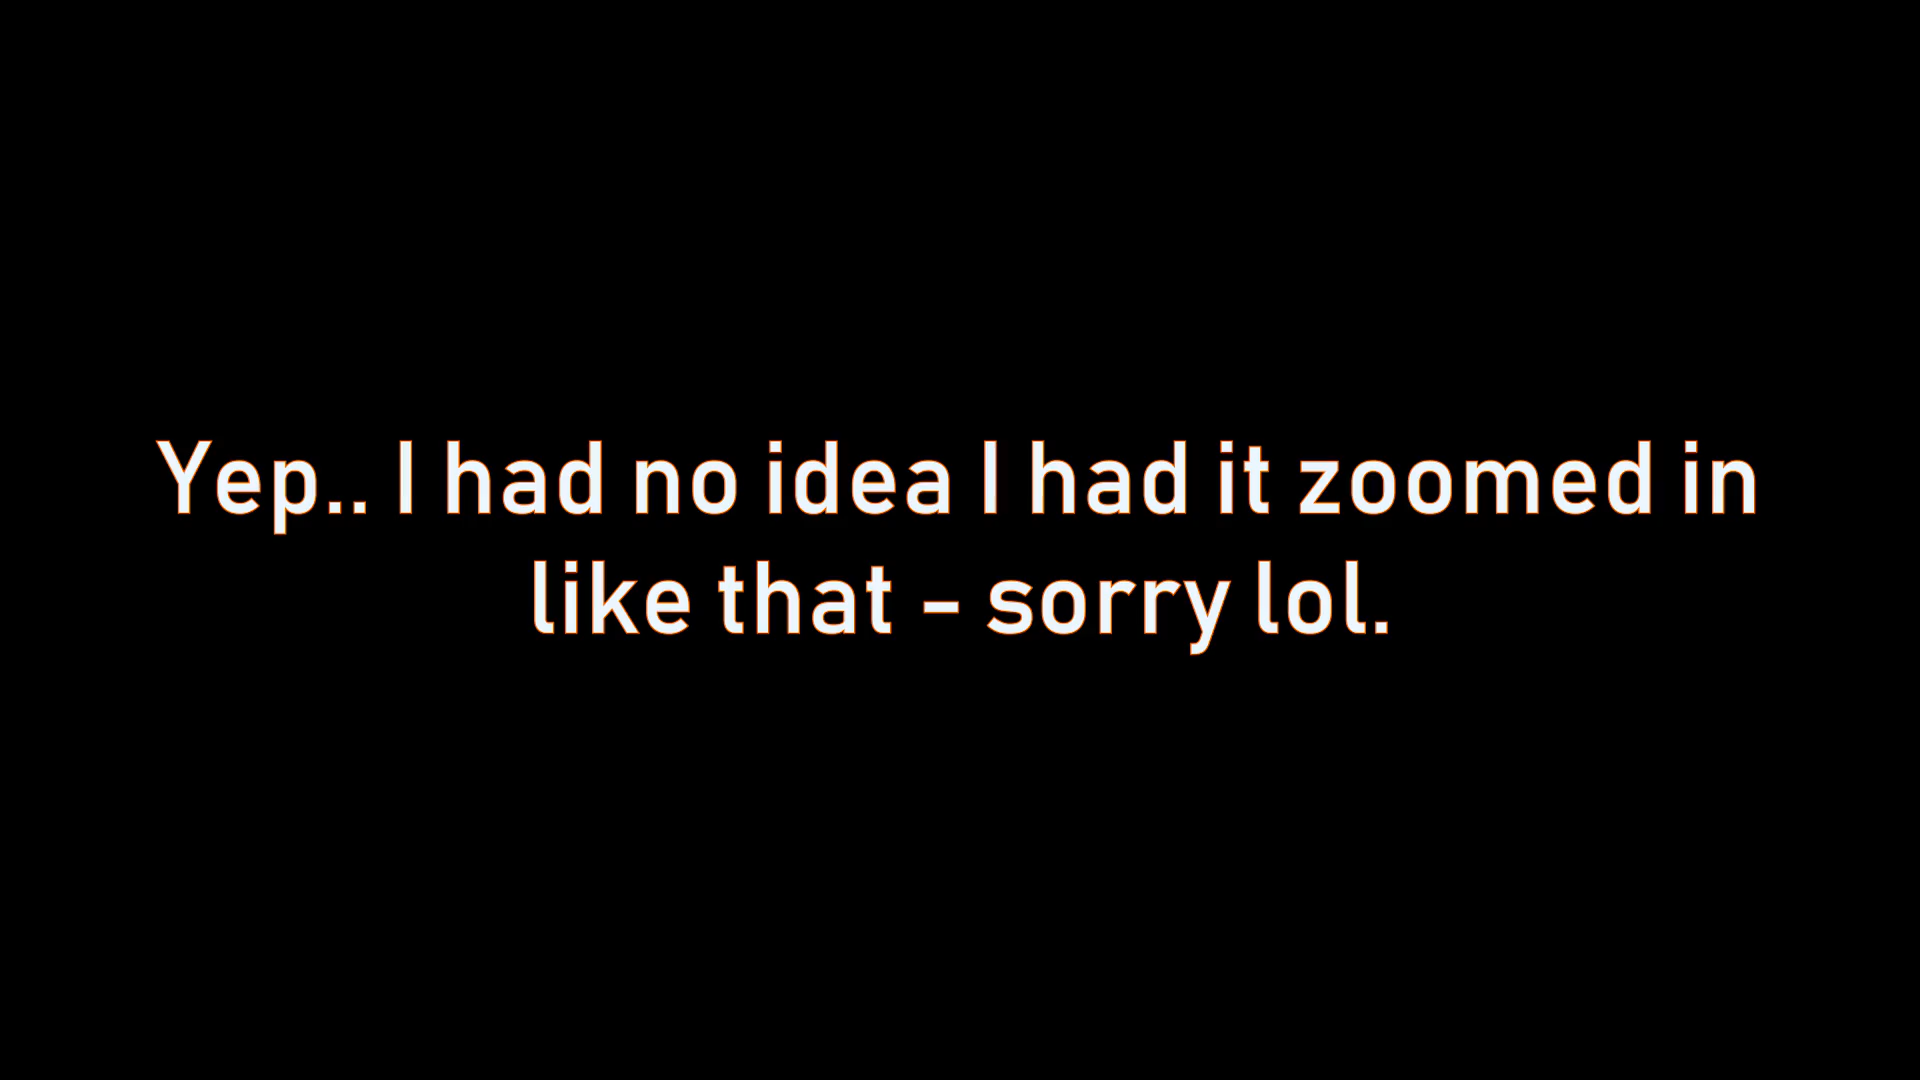 Yep.. I had no idea I had it zoomed in
like that - sorry lol.